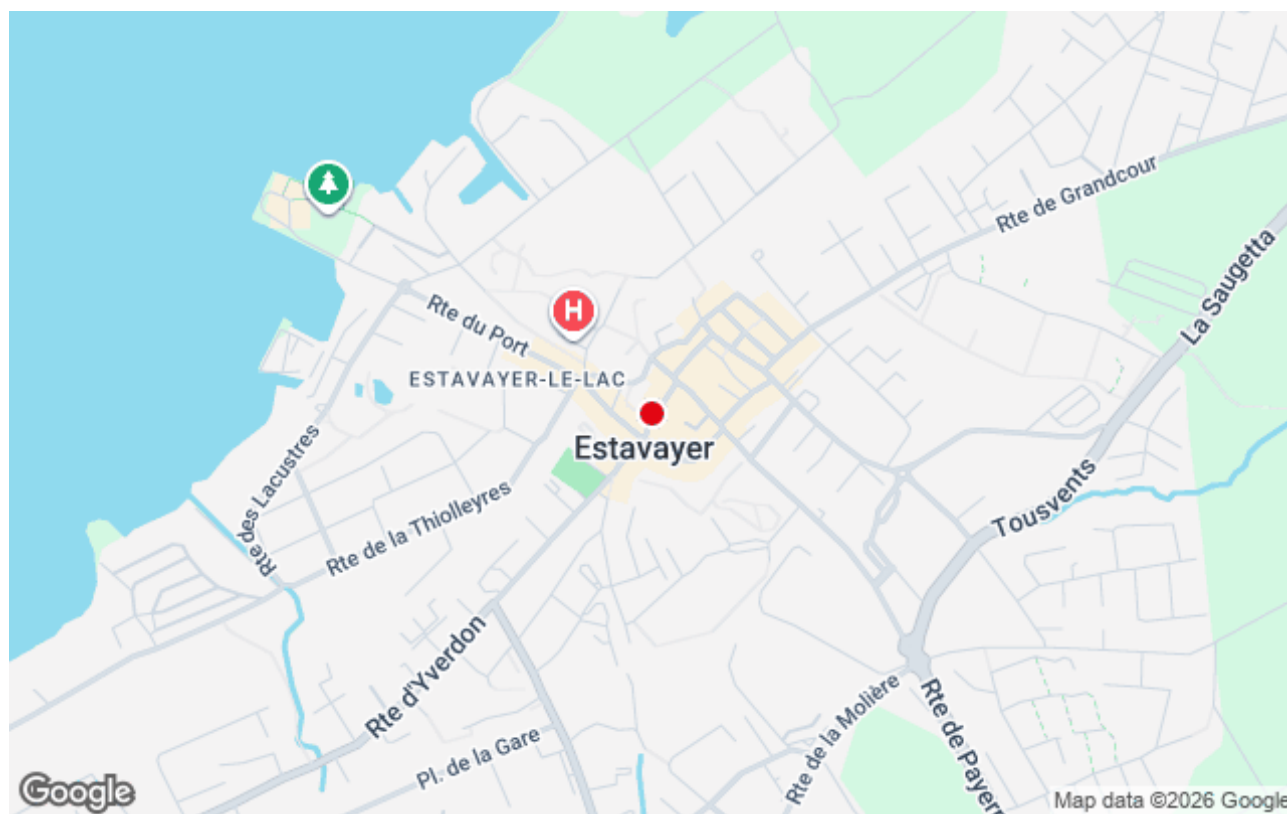 Rte de Grandcour
La Saugetta
H
Rte du Port
ESTAVAYER-LE-LAC
Estavayer
Rte des Lacustres
Rte de la Thiolleyres
Tousvents
Rte d'Yverdon
Pl. de la Gare
Rte de la Molière
Rte de Payern
Google
Map data ©2026 Google